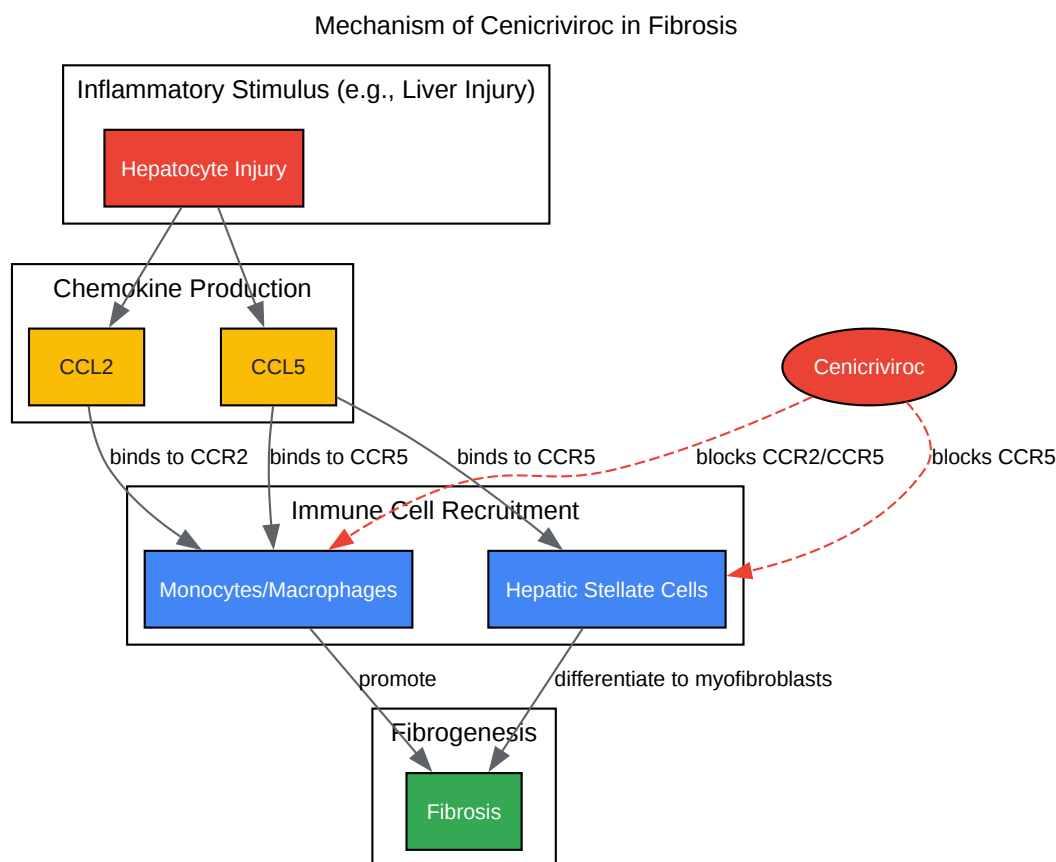 Mechanism of Cenicriviroc in Fibrosis
Inflammatory Stimulus (e.g., Liver Injury)
Hepatocyte Injury
Chemokine Production
CCL2
CCL5
Cenicriviroc
binds to CCR2
binds to CCR5
binds to CCR5
blocks CCR2/CCR5
blocks CCR5
Immune Cell Recruitment
Monocytes/Macrophages
Hepatic Stellate Cells
promote
differentiate to myofibroblasts
Fibrogenesis
Fibrosis